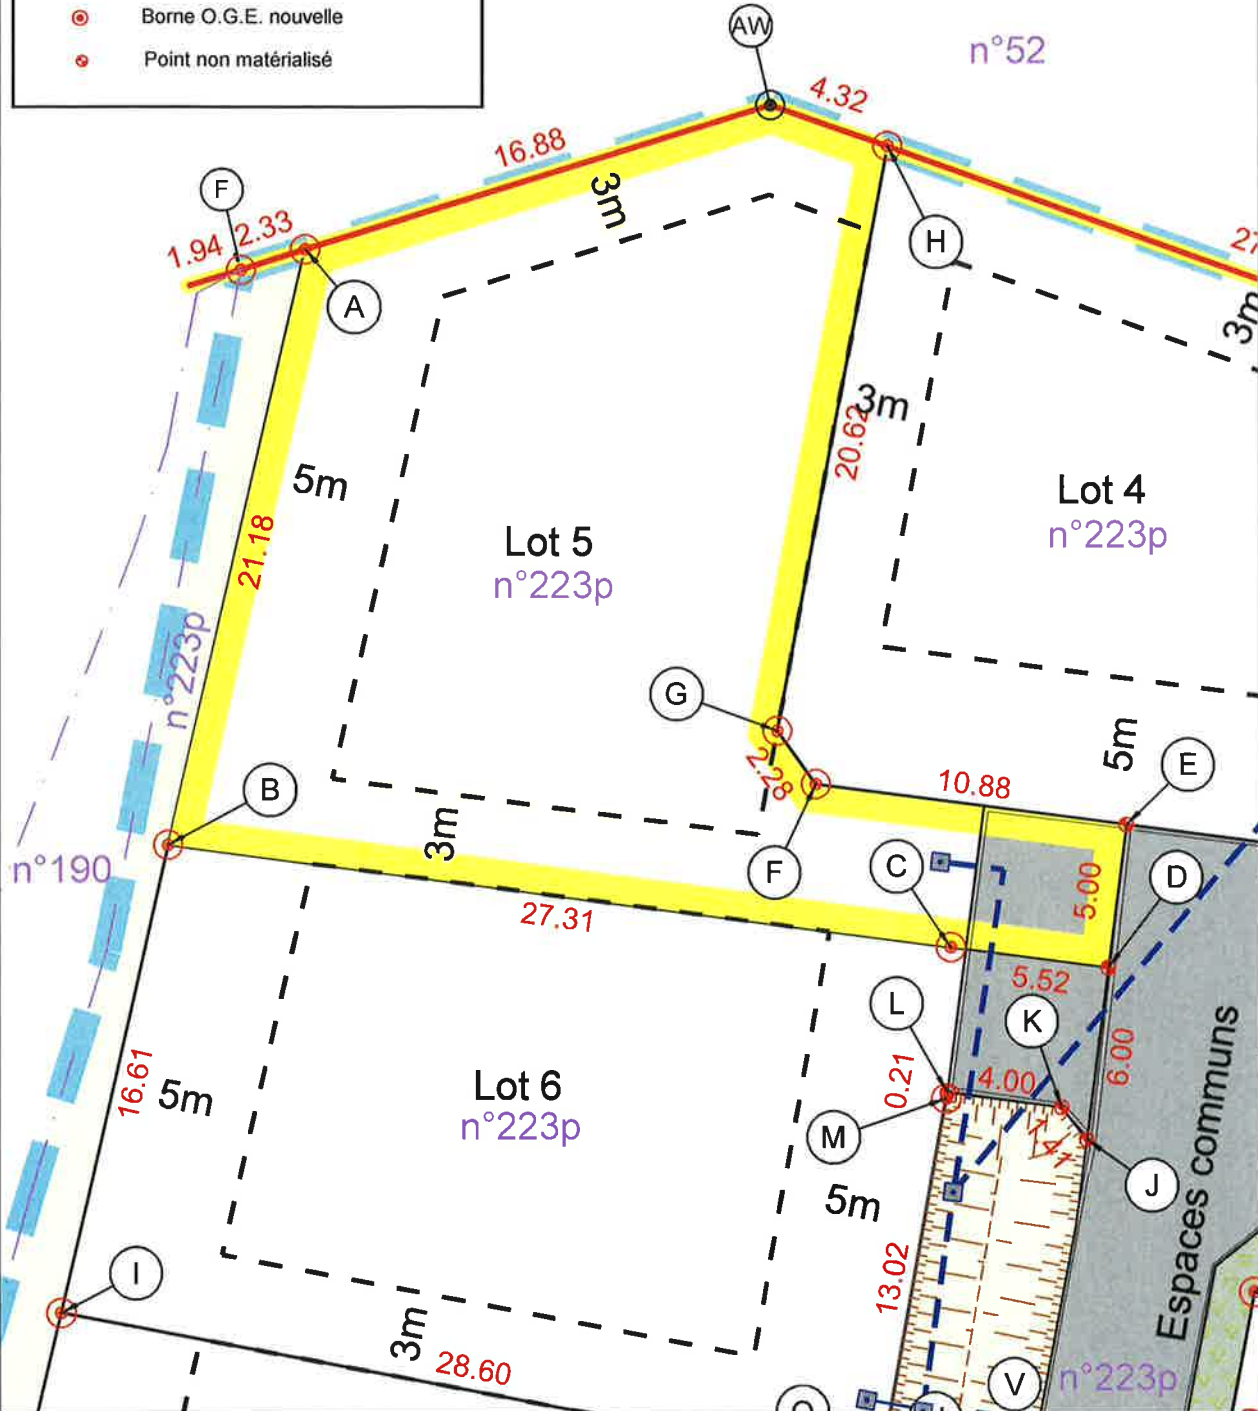 Borne O.G.E. nouvelle
Point non matérialisé
AW
n°52
4.32
16.88
3m
F
1.94
2.33
H
27
A
3m
3m
20.62
5m
Lot 4
n°223p
Lot 5
n°223p
21.18
n°223p
G
5m
E
2.28
10.88
B
3m
F
C
n°190
5.00
D
27.31
5.52
L
K
0.21
4.00
6.00
16.61
5m
Lot 6
n°223p
M
1.41
J
5m
Espaces communs
13.02
I
3m
28.60
V
n°223p